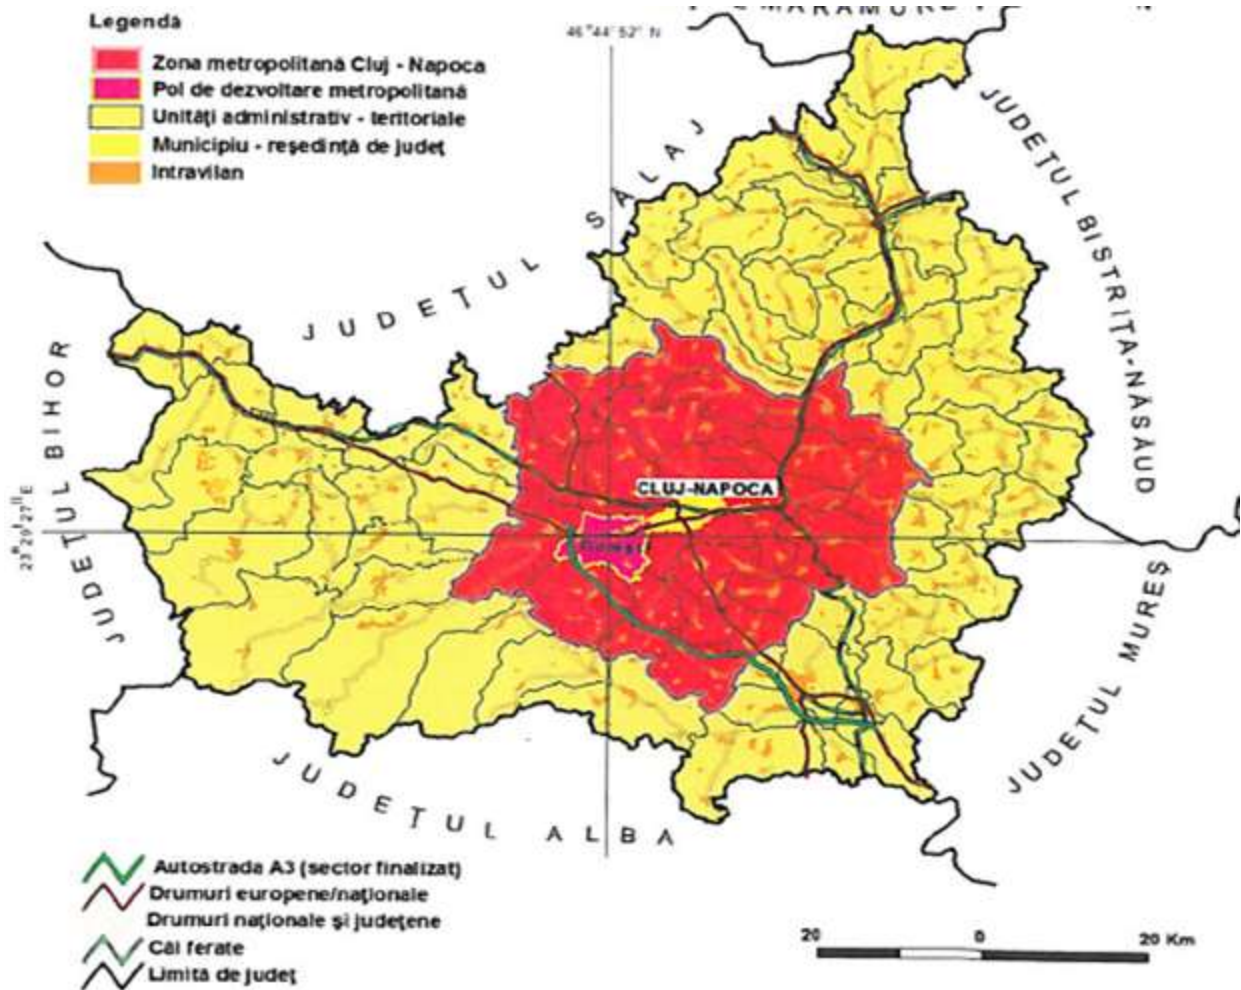 Legendă
Zona metropolitană Cluj - Napoca
Pol de dezvoltare metropolitană
Unități administrativ - teritoriale
Municipiu - reședință de județ
Intravilan
46°44'52" N
N
JUDEȚUL SĂLAJ
JUDEȚUL BISTRIȚA-NĂSĂUD
JUDEȚUL BIHOR
CLUJ-NAPOCA
23°29'27" E
JUDEȚUL MUREȘ
JUDEȚUL ALBA
Autostrada A3 (sector finalizat)
Drumuri europene/naționale
Drumuri naționale și județene
Căi ferate
Limită de județ
20 0 20 Km